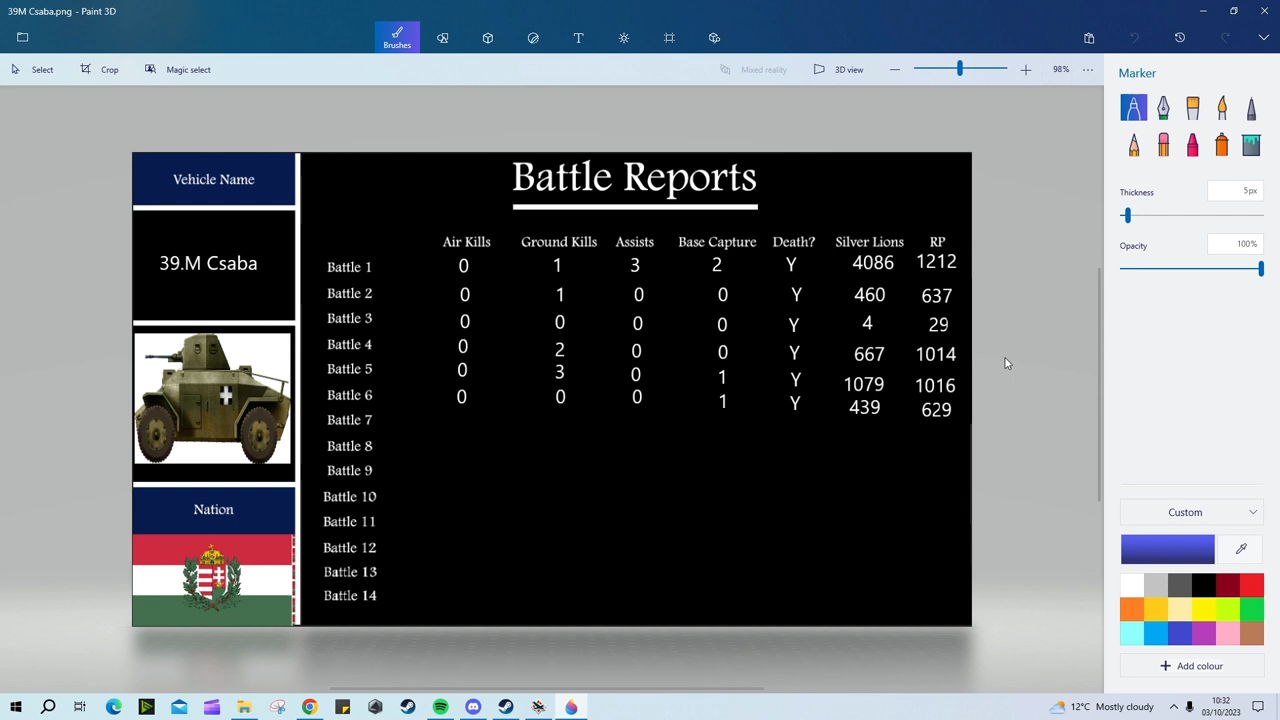 39M Csaba.png - Paint 3D
Brushes
Select Crop Magic select Mixed reality 3D view 98%
Marker
Thickness 5px
Opacity 100%
Vehicle Name
39.M Csaba
Nation
Battle Reports
Air Kills Ground Kills Assists Base Capture Death? Silver Lions RP
Battle 1 0 1 3 2 Y 4086 1212
Battle 2 0 1 0 0 Y 460 637
Battle 3 0 0 0 0 Y 4 29
Battle 4 0 2 0 0 Y 667 1014
Battle 5 0 3 0 1 Y 1079 1016
Battle 6 0 0 0 1 Y 439 629
Battle 7
Battle 8
Battle 9
Battle 10
Battle 11
Battle 12
Battle 13
Battle 14
Custom
Add colour
12°C Mostly cloudy
10:32
03/10/2023